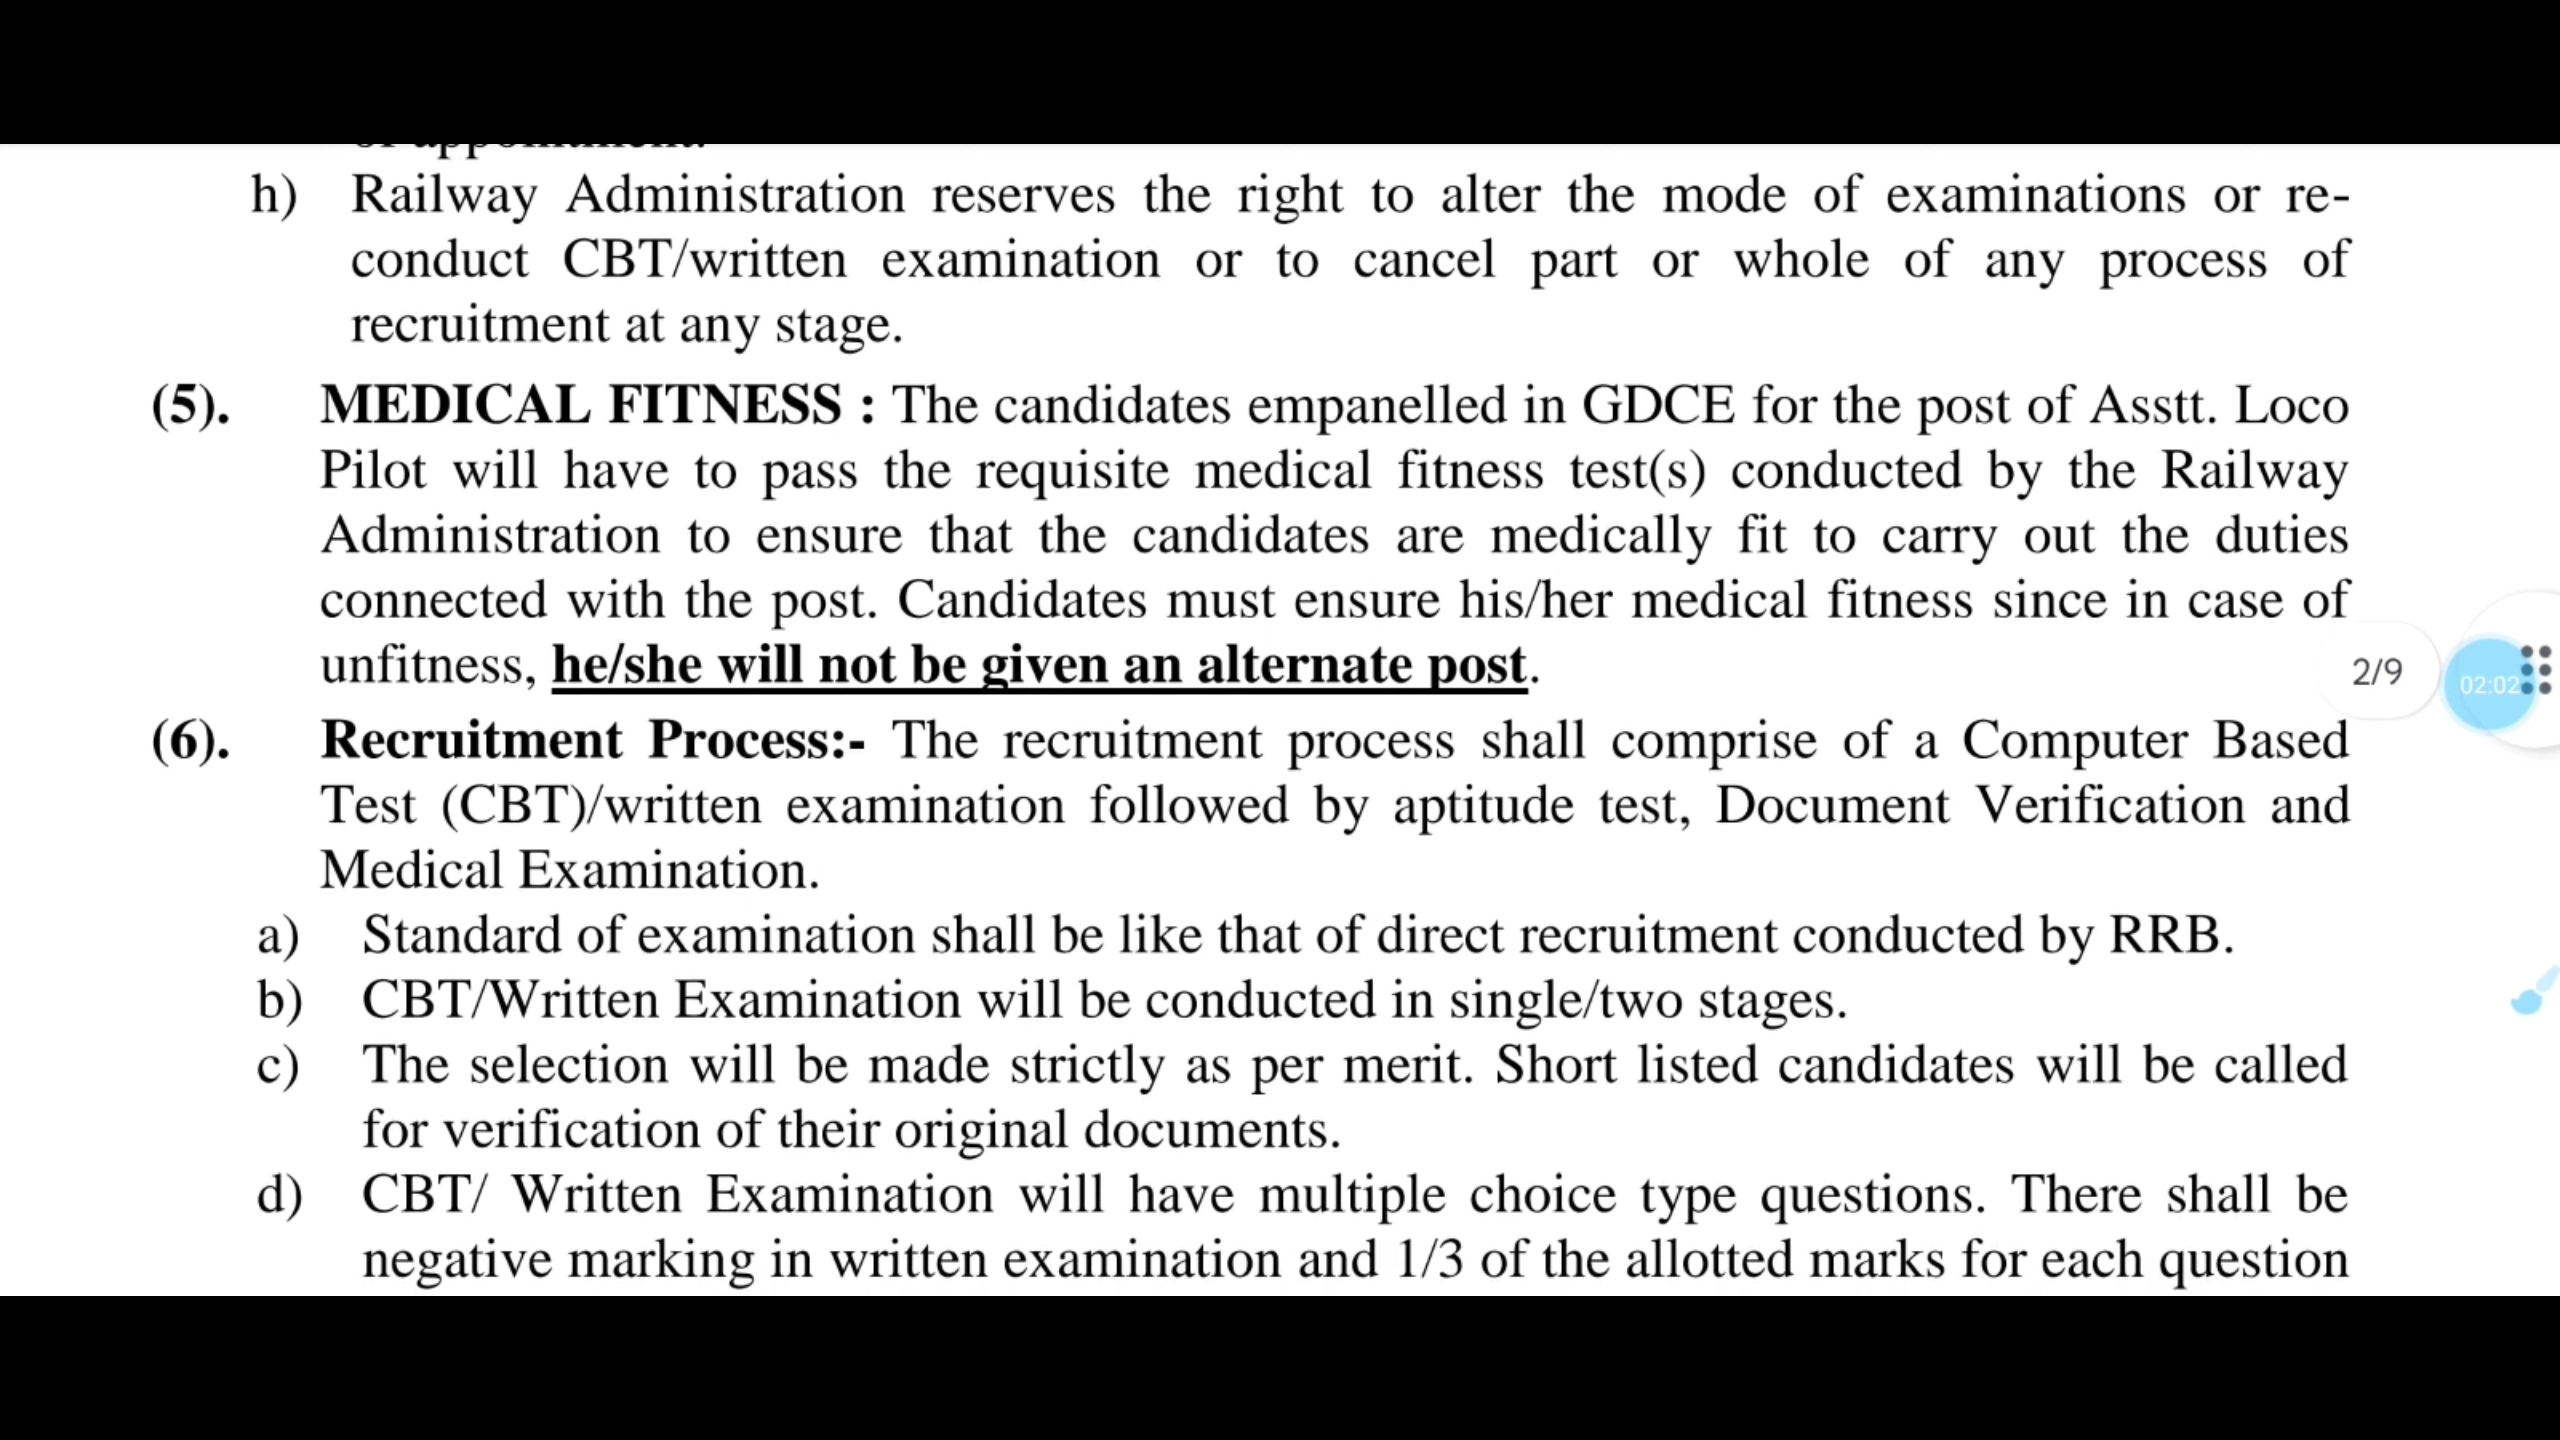 of appointment.
h) Railway Administration reserves the right to alter the mode of examinations or re-
conduct CBT/written examination or to cancel part or whole of any process of
recruitment at any stage.
(5). MEDICAL FITNESS : The candidates empanelled in GDCE for the post of Asstt. Loco
Pilot will have to pass the requisite medical fitness test(s) conducted by the Railway
Administration to ensure that the candidates are medically fit to carry out the duties
connected with the post. Candidates must ensure his/her medical fitness since in case of
unfitness, he/she will not be given an alternate post.
2/9
02:02
(6). Recruitment Process:- The recruitment process shall comprise of a Computer Based
Test (CBT)/written examination followed by aptitude test, Document Verification and
Medical Examination.
a) Standard of examination shall be like that of direct recruitment conducted by RRB.
b) CBT/Written Examination will be conducted in single/two stages.
c) The selection will be made strictly as per merit. Short listed candidates will be called
for verification of their original documents.
d) CBT/ Written Examination will have multiple choice type questions. There shall be
negative marking in written examination and 1/3 of the allotted marks for each question